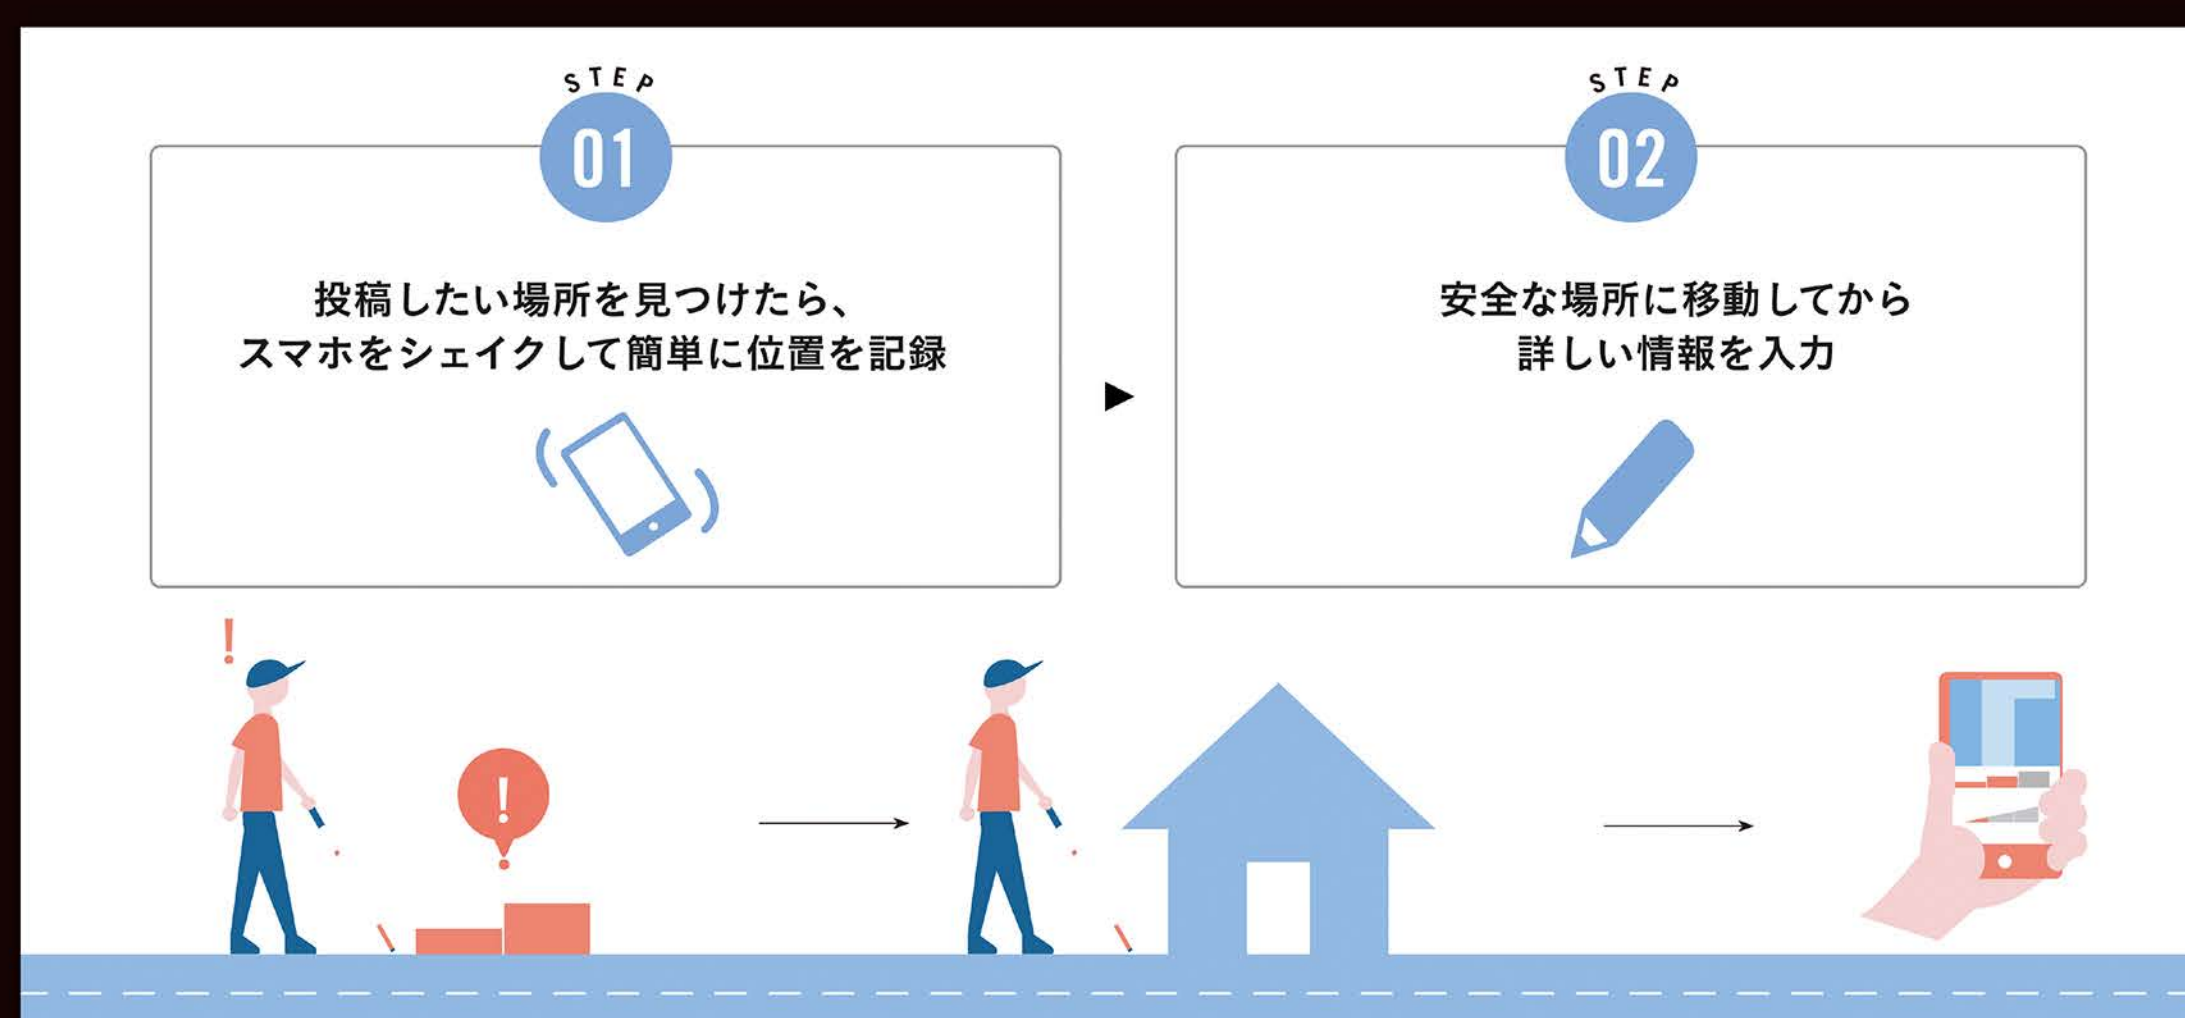 STEP
01
投稿したい場所を見つけたら、
スマホをシェイクして簡単に位置を記録
!
!
STEP
02
安全な場所に移動してから
詳しい情報を入力